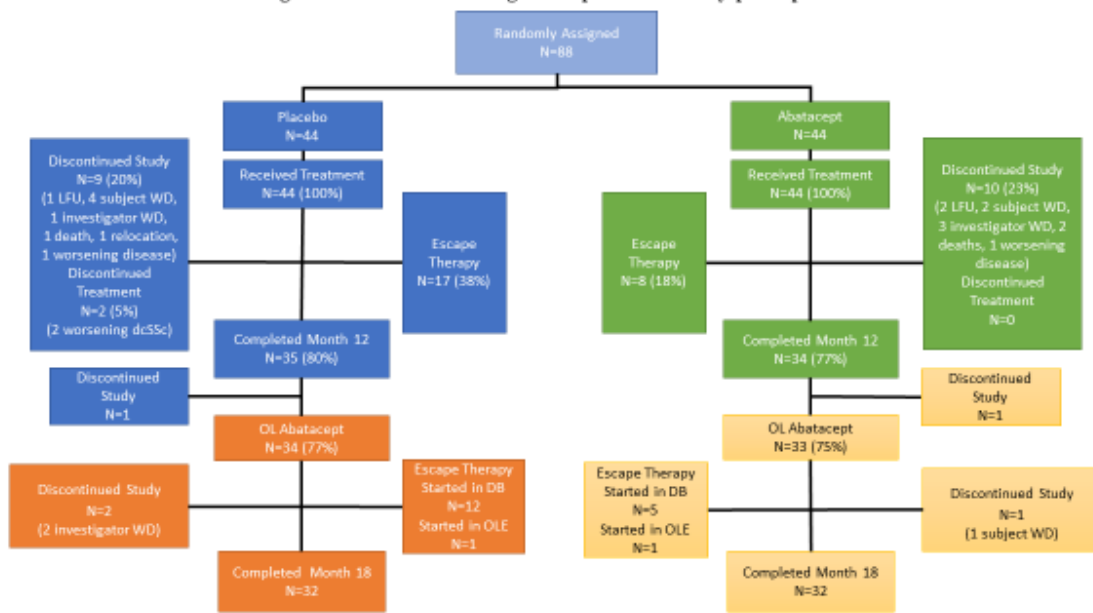 Randomly Assigned
N=88
Placebo
N=44
Abatacept
N=44
Received Treatment
N=44 (100%)
Received Treatment
N=44 (100%)
Discontinued Study
N=9 (20%)
(1 LFU, 4 subject WD,
1 investigator WD,
1 death, 1 relocation,
1 worsening disease)
Discontinued
Treatment
N=2 (5%)
(2 worsening dcSSc)
Escape
Therapy
N=17 (38%)
Escape
Therapy
N=8 (18%)
Discontinued Study
N=10 (23%)
(2 LFU, 2 subject WD,
3 investigator WD, 2
deaths, 1 worsening
disease)
Discontinued
Treatment
N=0
Completed Month 12
N=35 (80%)
Completed Month 12
N=34 (77%)
Discontinued
Study
N=1
Discontinued
Study
N=1
OL Abatacept
N=34 (77%)
OL Abatacept
N=33 (75%)
Discontinued Study
N=2
(2 investigator WD)
Escape Therapy
Started in DB
N=12
Started in OLE
N=1
Escape Therapy
Started in DB
N=5
Started in OLE
N=1
Discontinued Study
N=1
(1 subject WD)
Completed Month 18
N=32
Completed Month 18
N=32